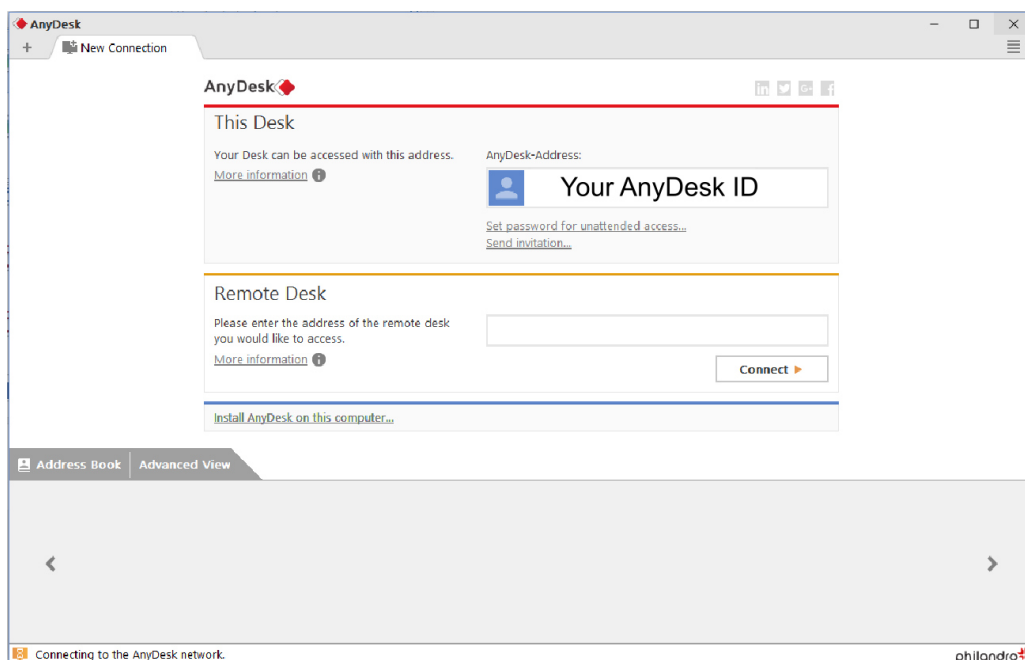 AnyDesk
+ New Connection
AnyDesk
This Desk
Your Desk can be accessed with this address.
More information
AnyDesk-Address:
Your AnyDesk ID
Set password for unattended access...
Send invitation...
Remote Desk
Please enter the address of the remote desk
you would like to access.
More information
Connect
Install AnyDesk on this computer...
Address Book
Advanced View
Connecting to the AnyDesk network.
philandro